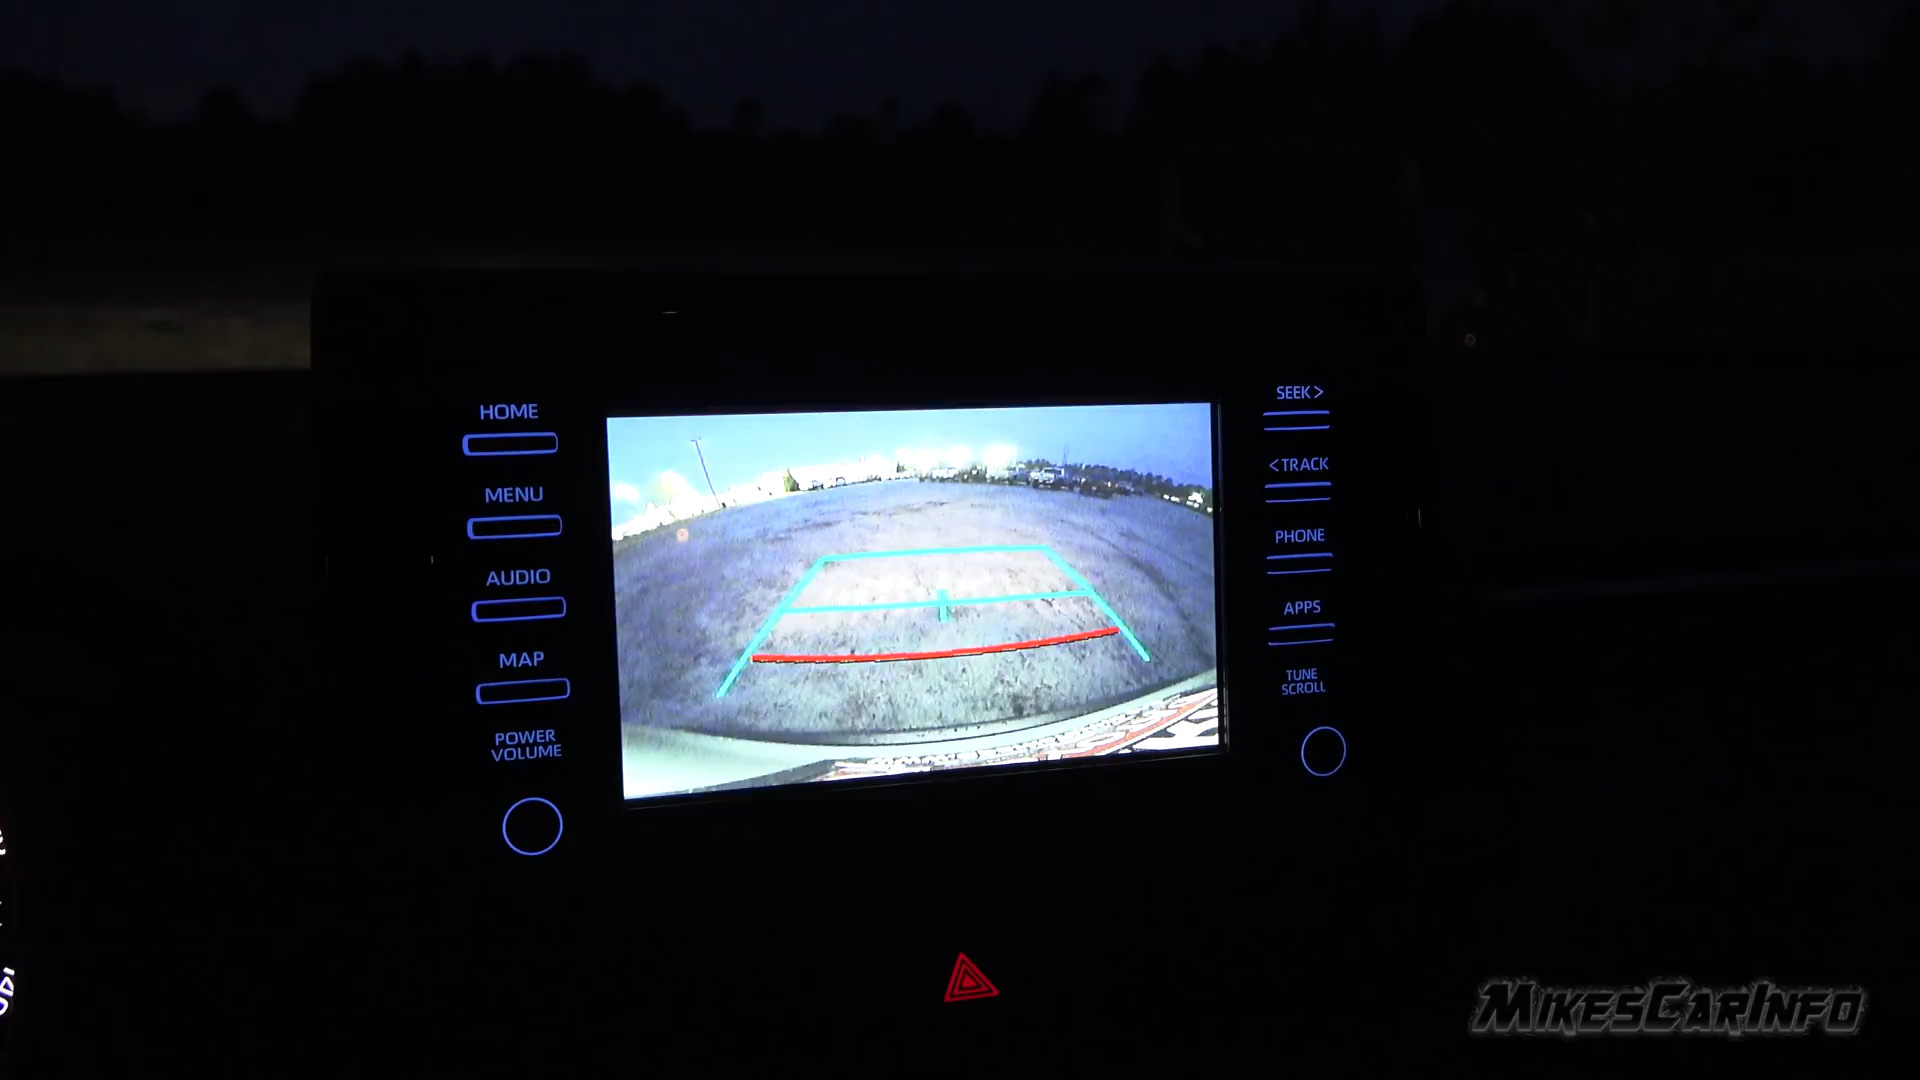 HOME
MENU
AUDIO
MAP
POWER
VOLUME
SEEK >
< TRACK
PHONE
APPS
TUNE
SCROLL
MIKESCARINFO